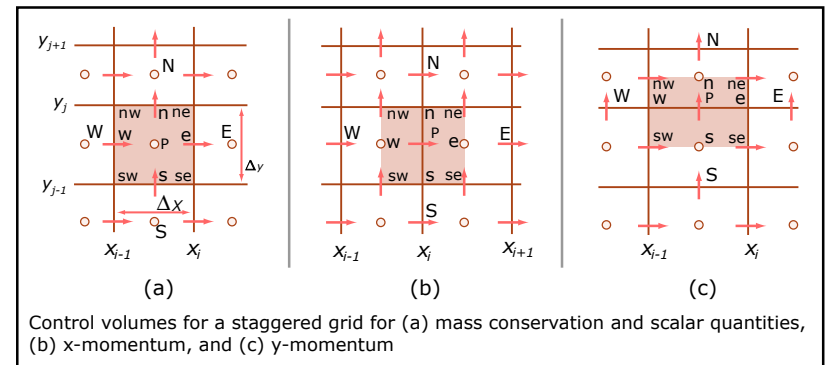 y_{j+1}
N
y_j
nw n ne
W w P e E
Δy
y_{j-1}
sw s se
ΔX
S
x_{i-1} x_i
(a)
N
nw n ne
W w P e E
sw s se
S
x_{i-1} x_i x_{i+1}
(b)
N
nw n ne
W w P e E
sw s se
S
x_{i-1} x_i
(c)
Control volumes for a staggered grid for (a) mass conservation and scalar quantities,
(b) x-momentum, and (c) y-momentum